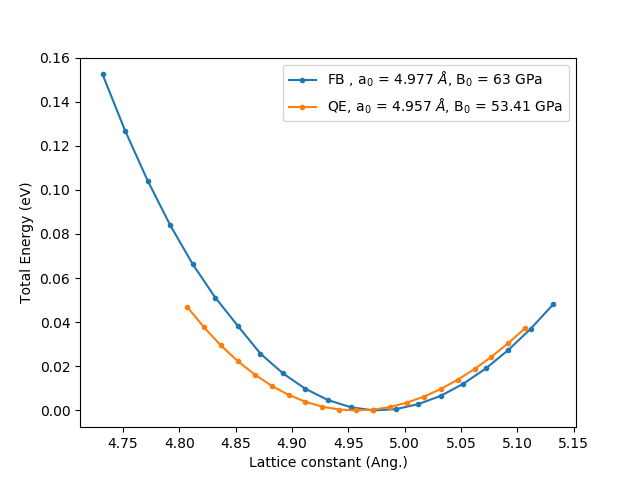 0.16
0.14
0.12
0.10
0.08
0.06
0.04
0.02
0.00
Total Energy (eV)
FB , a₀ = 4.977 Å, B₀ = 63 GPa
QE, a₀ = 4.957 Å, B₀ = 53.41 GPa
4.75 4.80 4.85 4.90 4.95 5.00 5.05 5.10 5.15
Lattice constant (Ang.)